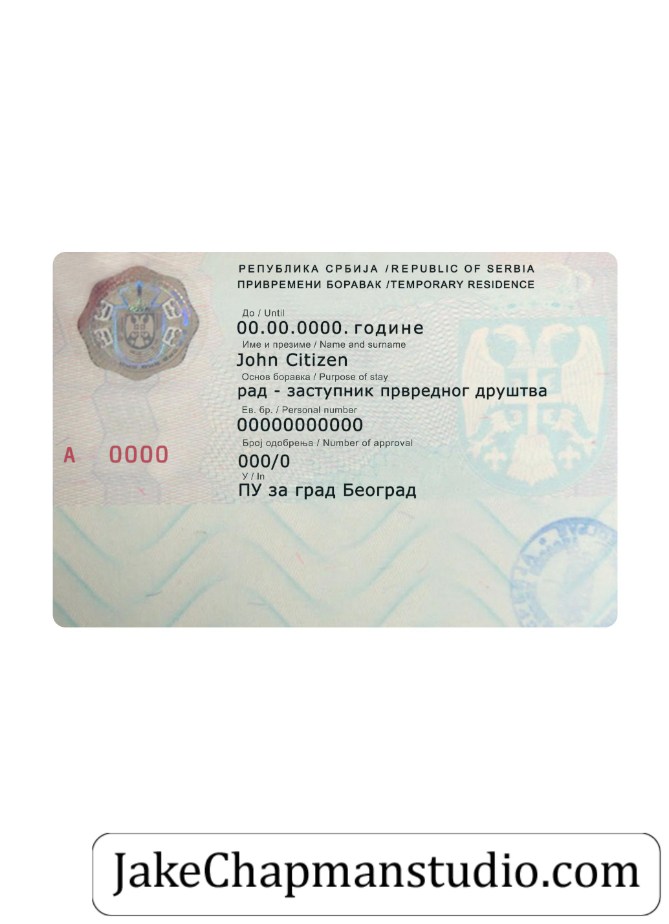 РЕПУБЛИКА СРБИЈА / REPUBLIC OF SERBIA
ПРИВРЕМЕНИ БОРАВАК / TEMPORARY RESIDENCE
До / Until
00.00.0000. године
Име и презиме / Name and surname
John Citizen
Основ боравка / Purpose of stay
рад - заступник прврeдног друштва
Ев. бр. / Personal number
00000000000
Број одобрења / Number of approval
A 0000
000/0
У / In
ПУ за град Београд
JakeChapmanstudio.com